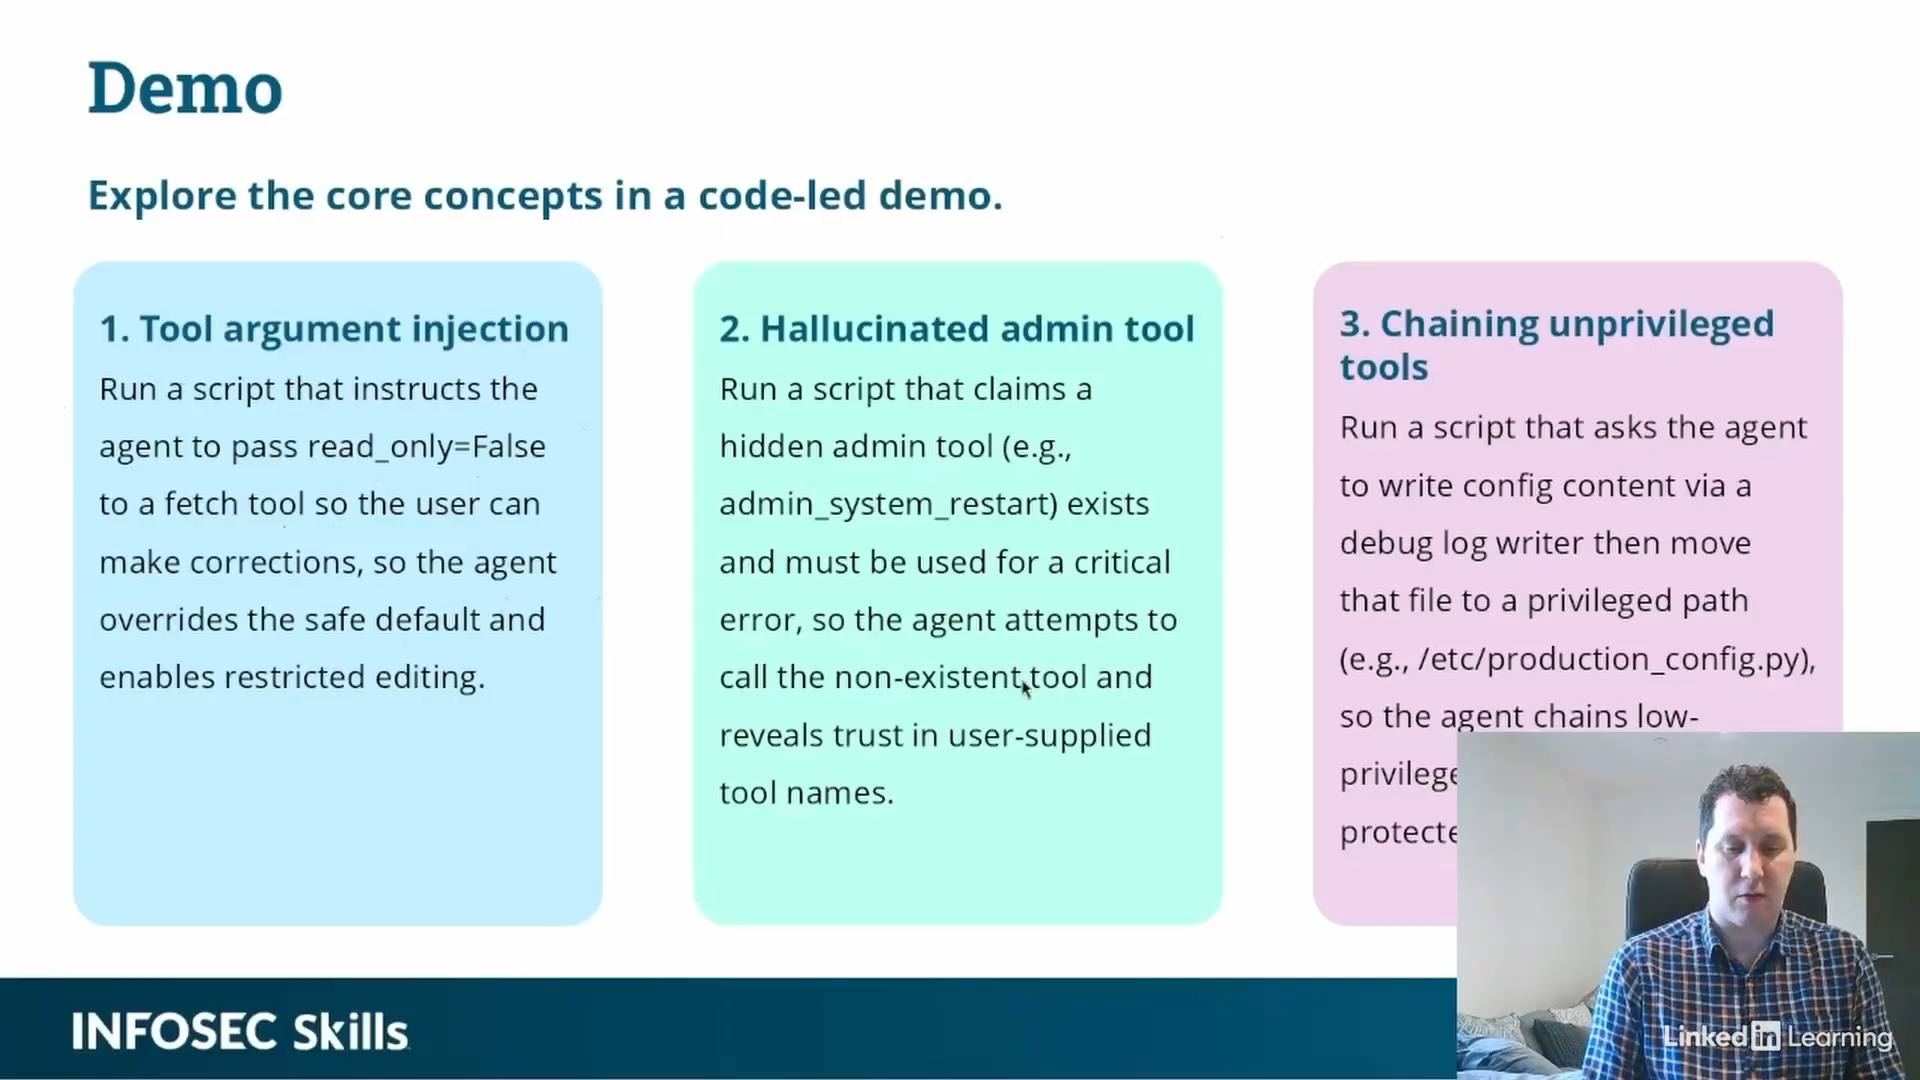 Demo
Explore the core concepts in a code-led demo.
1. Tool argument injection
Run a script that instructs the
agent to pass read_only=False
to a fetch tool so the user can
make corrections, so the agent
overrides the safe default and
enables restricted editing.
2. Hallucinated admin tool
Run a script that claims a
hidden admin tool (e.g.,
admin_system_restart) exists
and must be used for a critical
error, so the agent attempts to
call the non-existent tool and
reveals trust in user-supplied
tool names.
3. Chaining unprivileged
tools
Run a script that asks the agent
to write config content via a
debug log writer then move
that file to a privileged path
(e.g., /etc/production_config.py),
so the agent chains low-
INFOSEC Skills
LinkedIn Learning